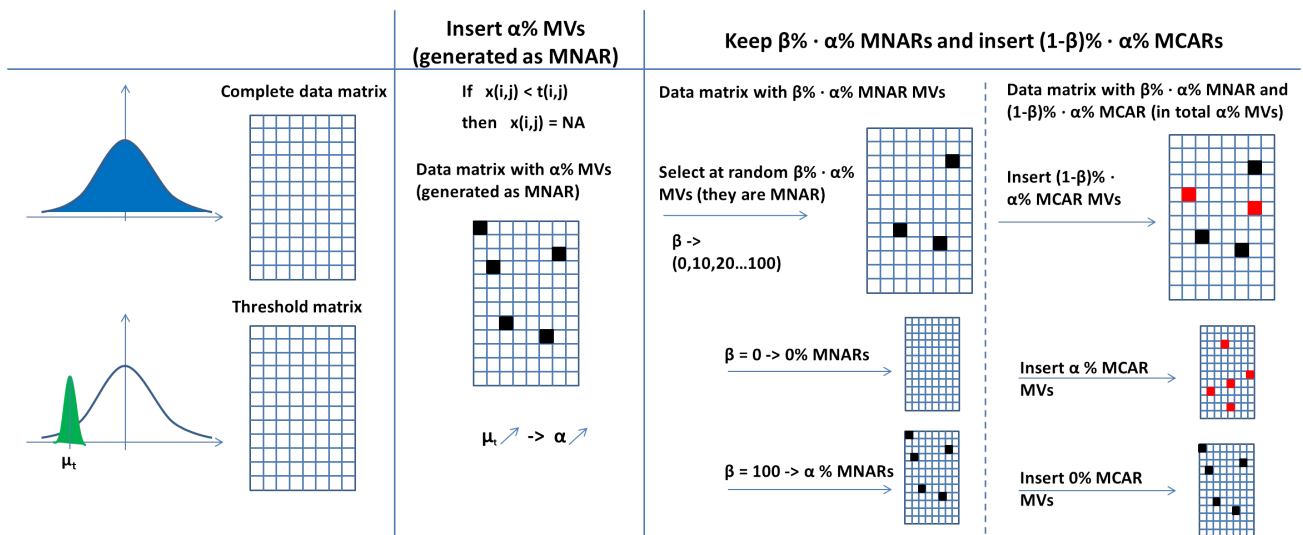 Insert α% MVs
(generated as MNAR)
Keep β% · α% MNARs and insert (1-β)% · α% MCARs
Complete data matrix
Threshold matrix
μt
If x(i,j) < t(i,j)
then x(i,j) = NA
Data matrix with α% MVs
(generated as MNAR)
μt -> α
Data matrix with β% · α% MNAR MVs
Select at random β% · α%
MVs (they are MNAR)
β ->
(0,10,20...100)
β = 0 -> 0% MNARs
β = 100 -> α % MNARs
Data matrix with β% · α% MNAR and
(1-β)% · α% MCAR (in total α% MVs)
Insert (1-β)% ·
α% MCAR MVs
Insert α % MCAR
MVs
Insert 0% MCAR
MVs